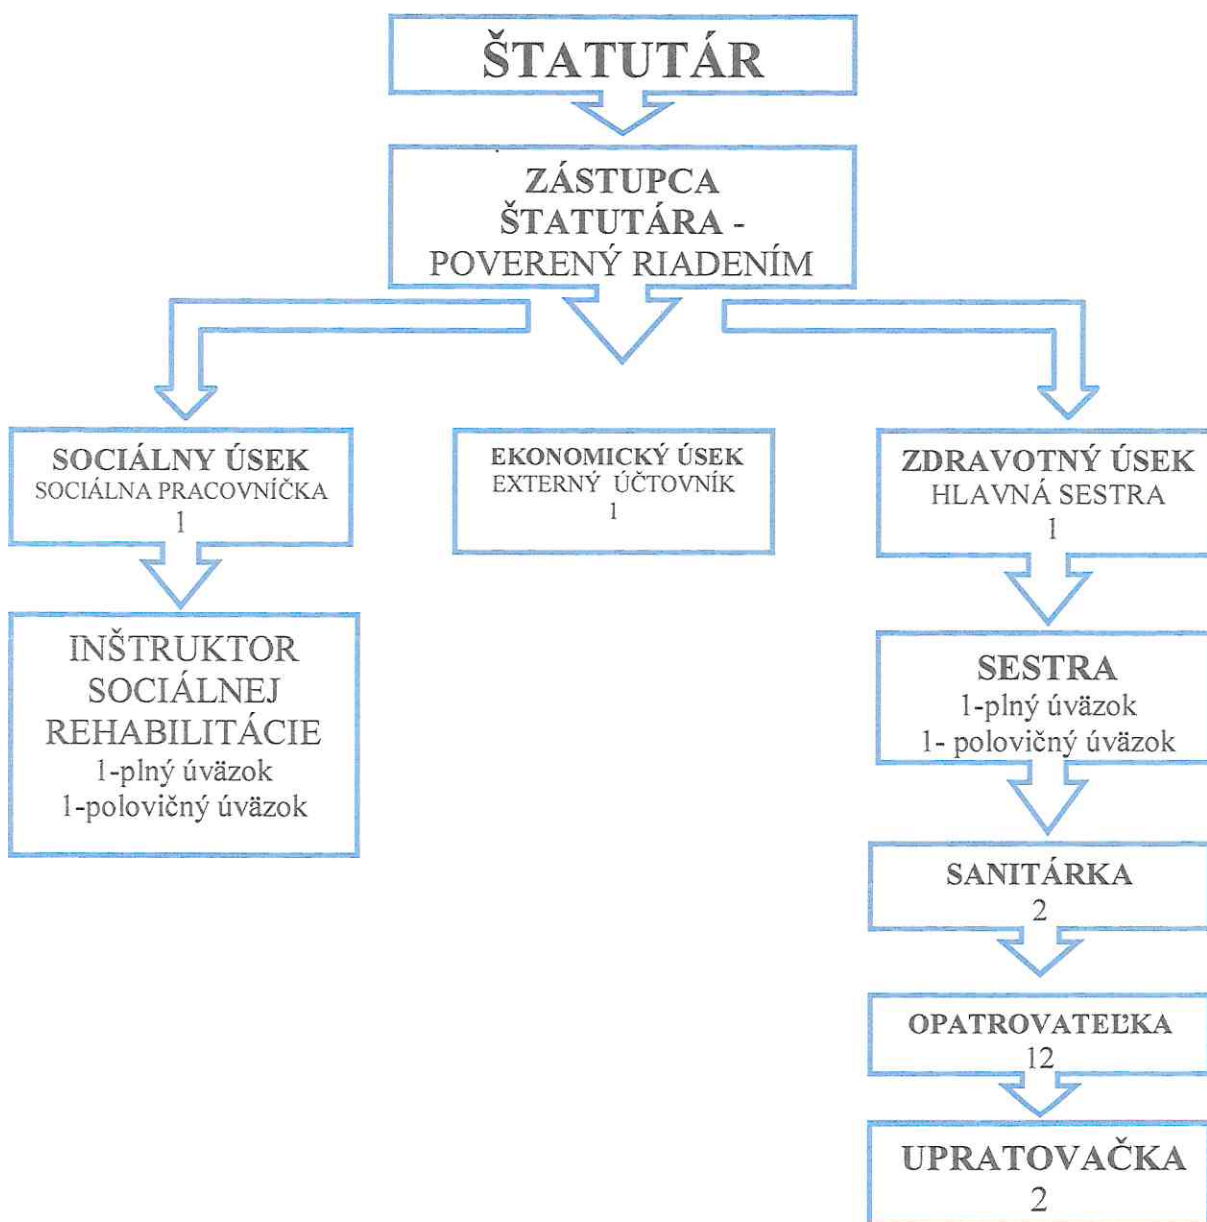 ŠTATUTÁR
ZÁSTUPCA
ŠTATUTÁRA -
POVERENÝ RIADENÍM
SOCIÁLNY ÚSEK
SOCIÁLNA PRACOVNÍČKA
1
EKONOMICKÝ ÚSEK
EXTERNÝ ÚČTOVNÍK
1
ZDRAVOTNÝ ÚSEK
HLAVNÁ SESTRA
1
INŠTRUKTOR
SOCIÁLNEJ
REHABILITÁCIE
1-plný úväzok
1-polovičný úväzok
SESTRA
1-plný úväzok
1- polovičný úväzok
SANITÁRKA
2
OPATROVATEĽKA
12
UPRATOVAČKA
2